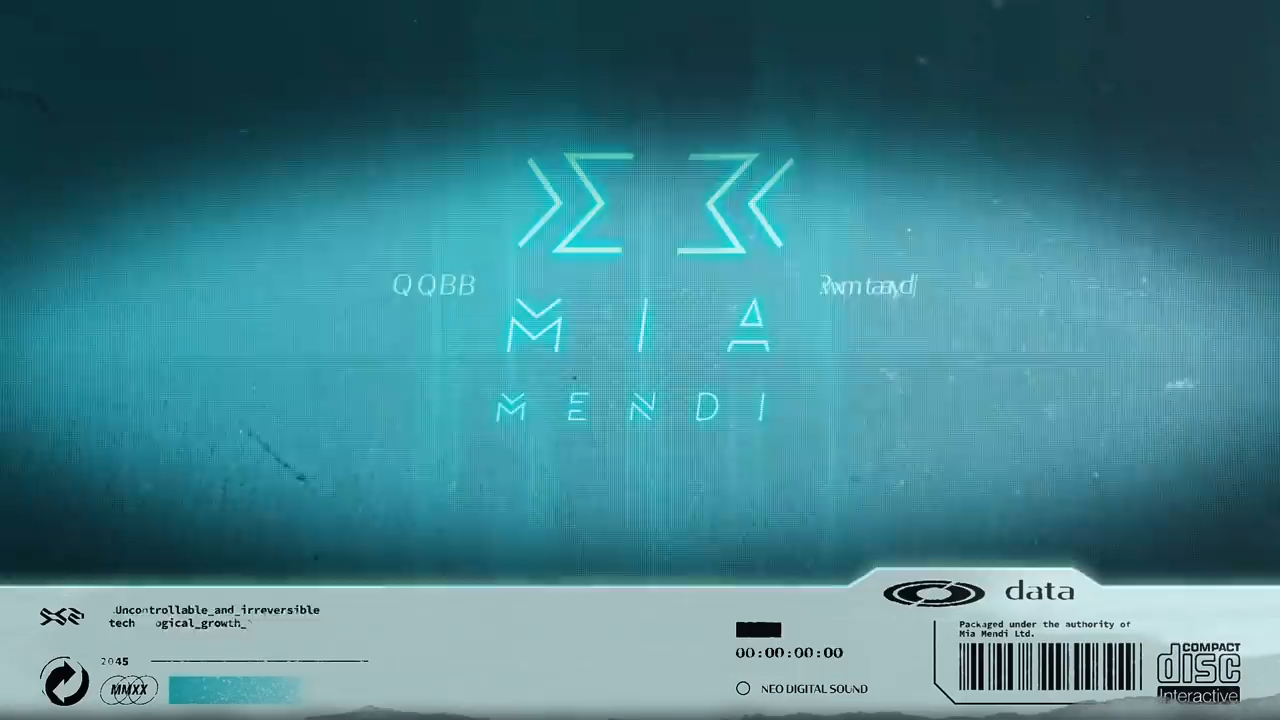 QQBB
MIA
MENDI
data
Uncontrollable_and_irreversible
2045
MMXX
00:00:00:00
NEO DIGITAL SOUND
Packaged under the authority of
Mia Mendi Ltd.
COMPACT
disc
Interactive